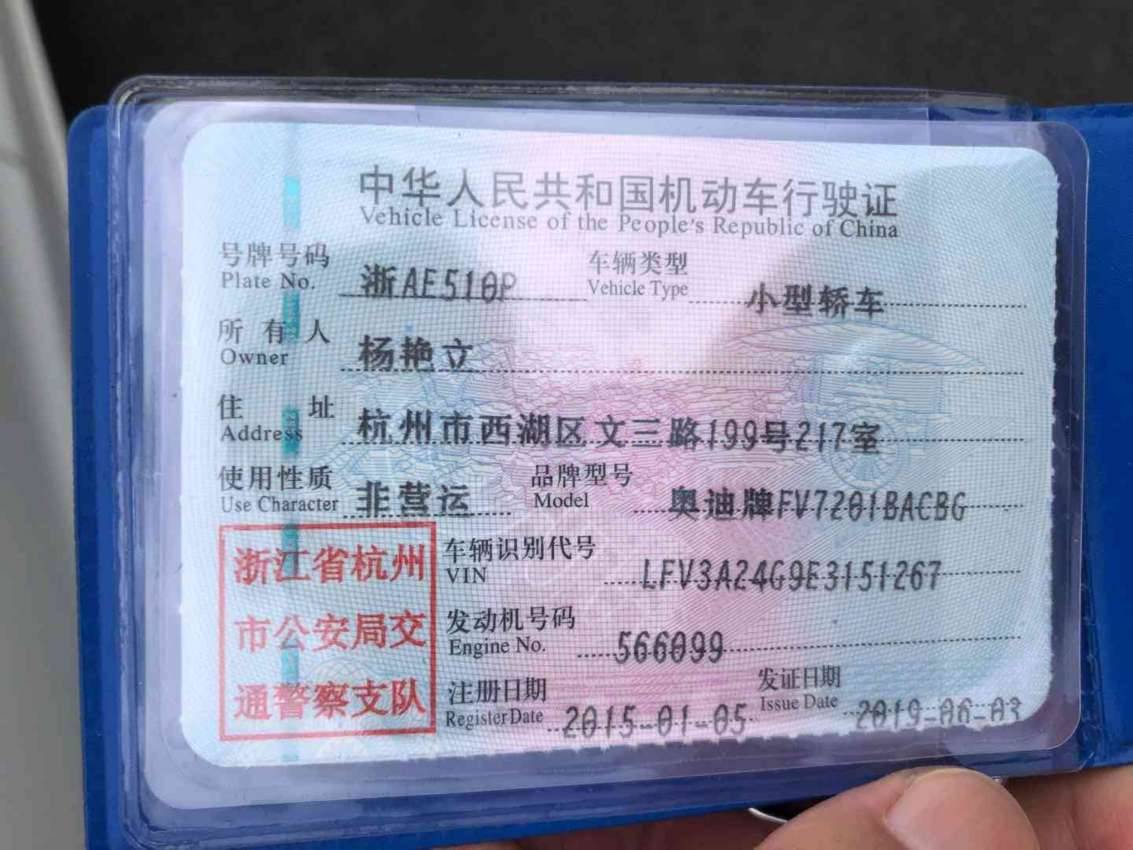 中华人民共和国机动车行驶证
Vehicle License of the People's Republic of China
号牌号码 浙AE510P 车辆类型 小型轿车
Plate No. Vehicle Type
所有人 杨艳立
Owner
住址 杭州市西湖区文三路199号217室
Address
使用性质 非营运 品牌型号 奥迪牌FV7201BACBG
Use Character Model
浙江省杭州
市公安局交
通警察支队
车辆识别代号 LFV3A24G9E3151267
VIN
发动机号码 566099
Engine No.
注册日期 2015-01-05 发证日期 2019-06-03
Register Date Issue Date